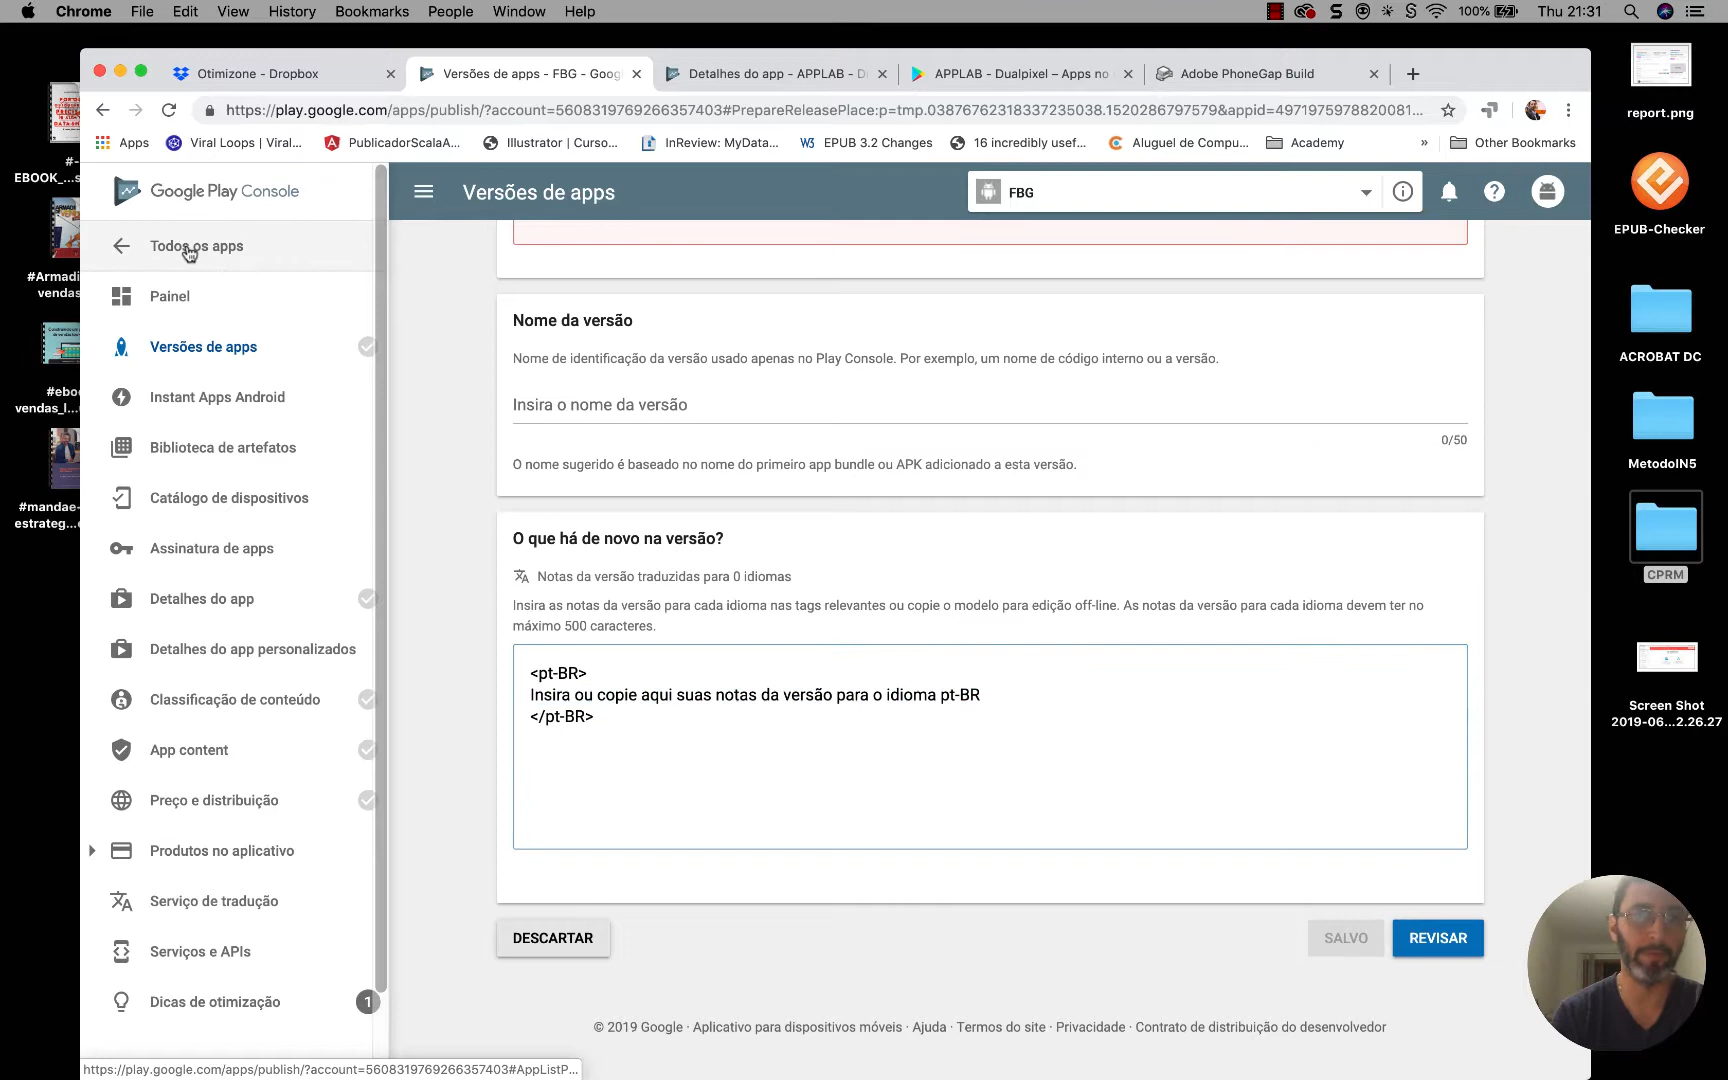 Chrome File Edit View History Bookmarks People Window Help 100% Thu 21:31
Otimizone - Dropbox
Versões de apps - FBG - Goog
Detalhes do app - APPLAB - D
APPLAB - Dualpixel – Apps no
Adobe PhoneGap Build
https://play.google.com/apps/publish/?account=5608319769266357403#PrepareReleasePlace:p=tmp.03876762318337235038.1520286797579&appid=4971975978820081...
Apps
Viral Loops | Viral...
PublicadorScalaA...
Illustrator | Curso...
InReview: MyData...
EPUB 3.2 Changes
16 incredibly usef...
Aluguel de Compu...
Academy
»
Other Bookmarks
Google Play Console
Todos os apps
Painel
Versões de apps
Instant Apps Android
Biblioteca de artefatos
Catálogo de dispositivos
Assinatura de apps
Detalhes do app
Detalhes do app personalizados
Classificação de conteúdo
App content
Preço e distribuição
Produtos no aplicativo
Serviço de tradução
Serviços e APIs
Dicas de otimização 1
Versões de apps
FBG
Nome da versão
Nome de identificação da versão usado apenas no Play Console. Por exemplo, um nome de código interno ou a versão.
Insira o nome da versão
0/50
O nome sugerido é baseado no nome do primeiro app bundle ou APK adicionado a esta versão.
O que há de novo na versão?
Notas da versão traduzidas para 0 idiomas
Insira as notas da versão para cada idioma nas tags relevantes ou copie o modelo para edição off-line. As notas da versão para cada idioma devem ter no
máximo 500 caracteres.
<pt-BR>
Insira ou copie aqui suas notas da versão para o idioma pt-BR
</pt-BR>
DESCARTAR
SALVO
REVISAR
© 2019 Google · Aplicativo para dispositivos móveis · Ajuda · Termos do site · Privacidade · Contrato de distribuição do desenvolvedor
https://play.google.com/apps/publish/?account=5608319769266357403#AppListP...
#-
EBOOK_...s
#Armadi
vendas
#ebo
vendas_l...
#mandae-
estrateg...
report.png
EPUB-Checker
ACROBAT DC
MetodoIN5
CPRM
Screen Shot
2019-06...2.26.27